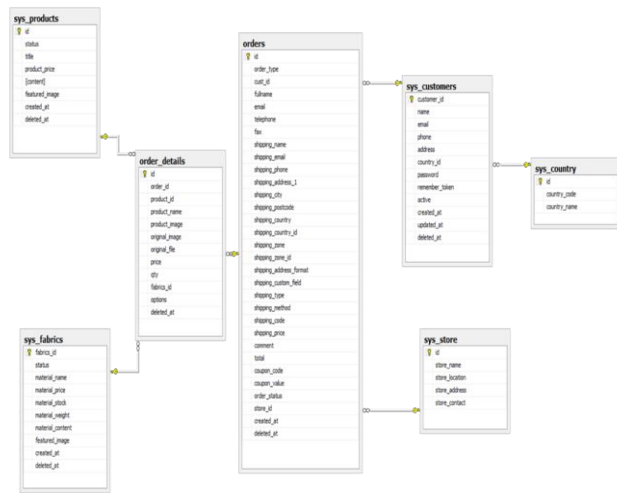 sys_products
id
status
title
product_price
[content]
featured_image
created_at
deleted_at
order_details
id
order_id
product_id
product_name
product_image
original_image
original_file
price
qty
fabrics_id
options
deleted_at
sys_fabrics
fabrics_id
status
material_name
material_price
material_stock
material_weight
material_content
featured_image
created_at
deleted_at
orders
id
order_type
cust_id
fullname
email
telephone
fax
shipping_name
shipping_email
shipping_phone
shipping_address_1
shipping_city
shipping_postcode
shipping_country
shipping_country_id
shipping_zone
shipping_zone_id
shipping_address_format
shipping_custom_field
shipping_type
shipping_method
shipping_code
shipping_price
comment
total
coupon_code
coupon_value
order_status
store_id
created_at
deleted_at
sys_customers
customer_id
name
email
phone
address
country_id
password
remember_token
active
created_at
updated_at
deleted_at
sys_country
id
country_code
country_name
sys_store
id
store_name
store_location
store_address
store_contact